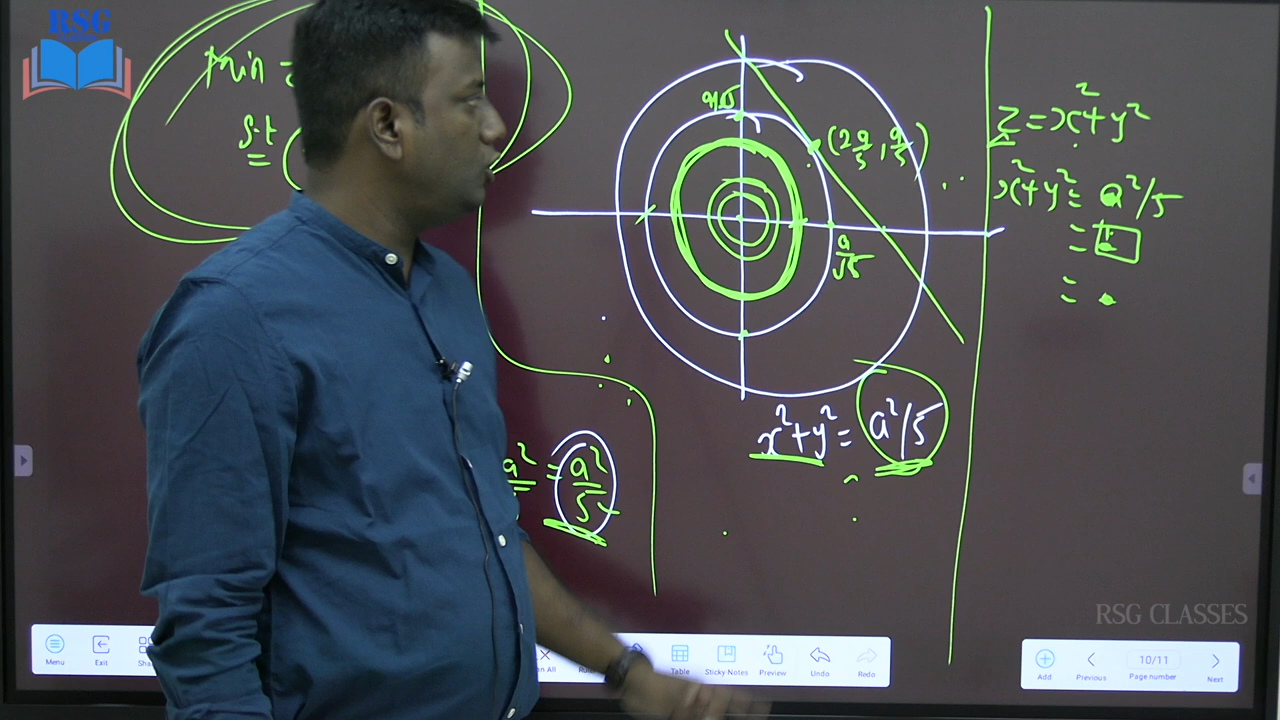 RSG
Min
s.t
a/√5
(2a/5, a/5)
a/√5
z = x² + y²
x² + y² = a²/5
=
=
x² + y² = a²/5
a² = a²/5
RSG CLASSES
Menu
Exit
Table
Sticky Notes
Preview
Undo
Redo
Add
Previous
10/11
Page number
Next